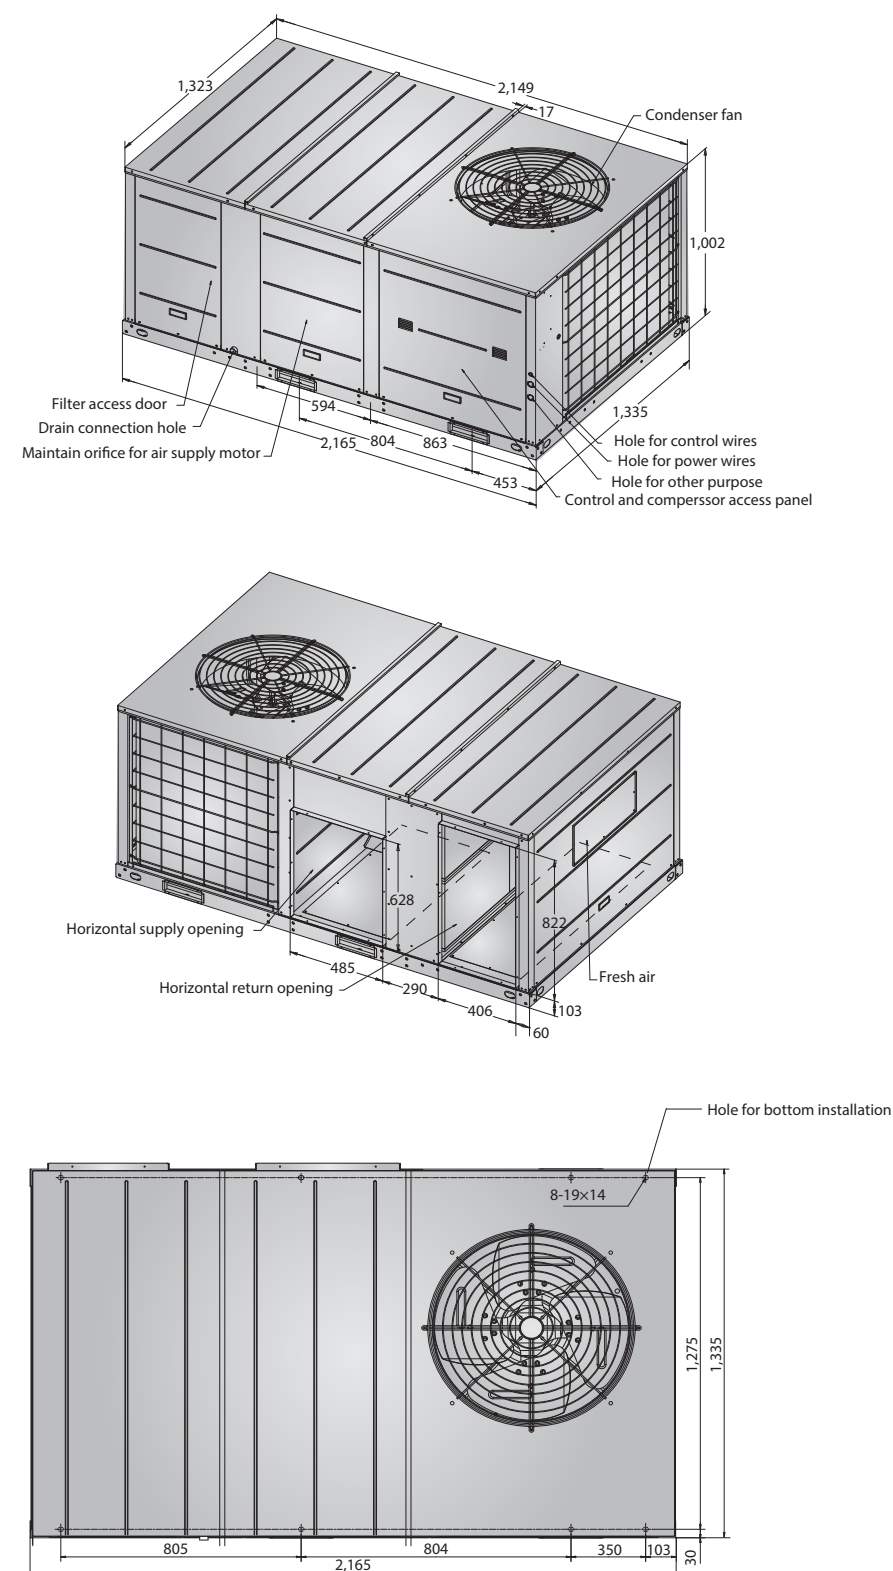 1,323
2,149
17
Condenser fan
1,002
Filter access door
Drain connection hole
Maintain orifice for air supply motor
594
804
863
2,165
453
1,335
Hole for control wires
Hole for power wires
Hole for other purpose
Control and comperssor access panel
628
822
Horizontal supply opening
Horizontal return opening
485
290
406
60
103
Fresh air
Hole for bottom installation
8-19×14
1,275
1,335
805
804
350
103
30
2,165